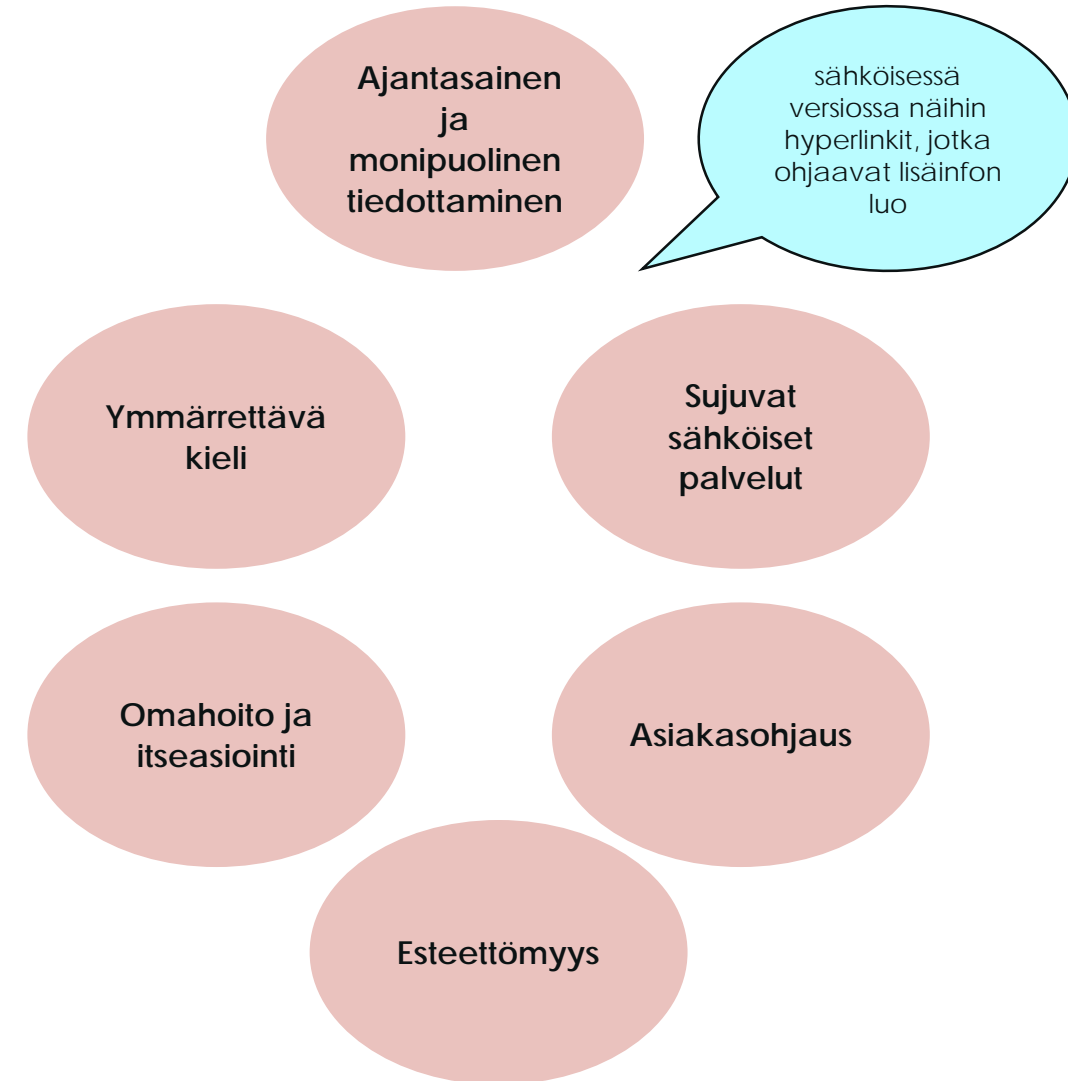 Ajantasainen
ja
monipuolinen
tiedottaminen
sähköisessä
versiossa näihin
hyperlinkit, jotka
ohjaavat lisäinfon
luo
Ymmärrettävä
kieli
Sujuvat
sähköiset
palvelut
Omahoito ja
itseasiointi
Asiakasohjaus
Esteettömyys